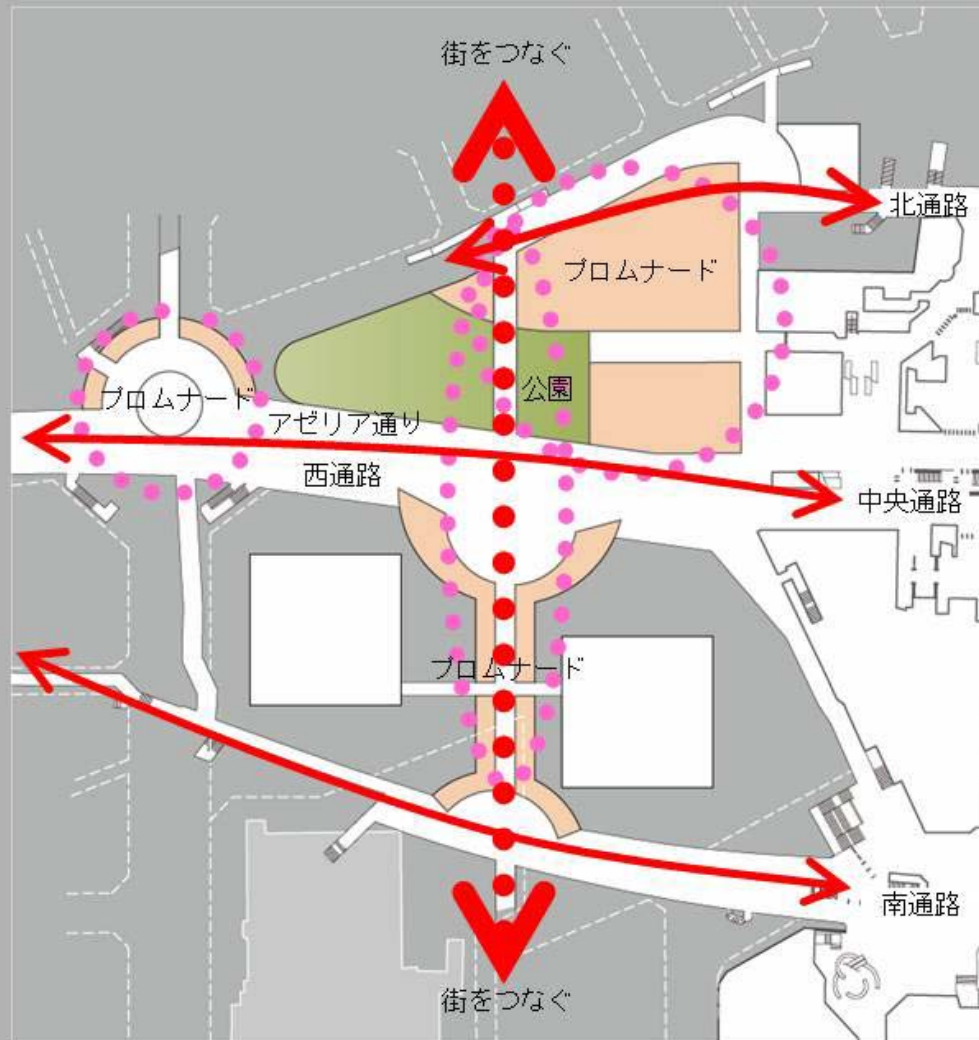 街をつなぐ
北通路
プロムナード
公園
プロムナード
アゼリア通り
西通路
中央通路
プロムナード
南通路
街をつなぐ